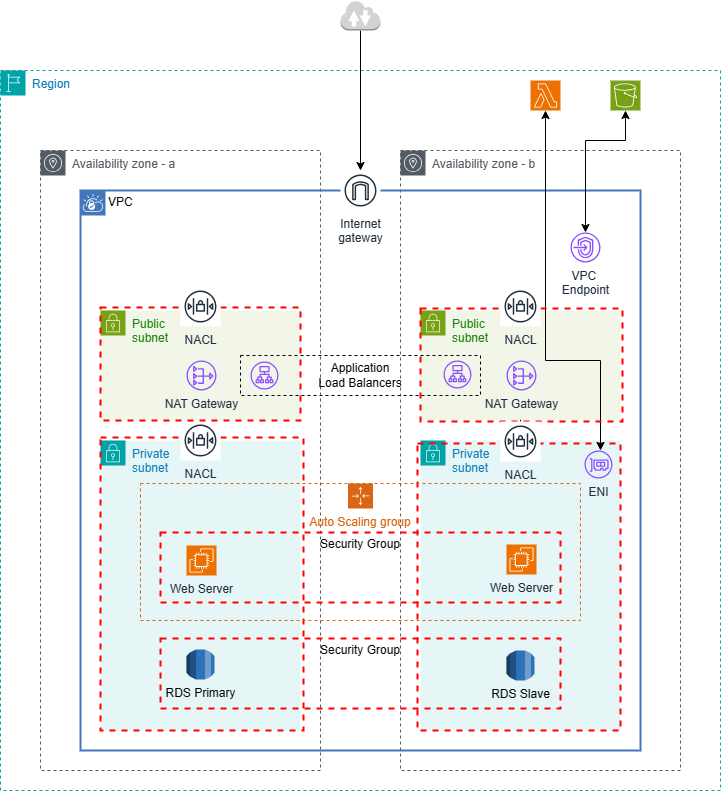 Region
Availability zone - a
Availability zone - b
VPC
Internet
gateway
VPC
Endpoint
Public
subnet
NACL
Public
subnet
NACL
Application
Load Balancers
NAT Gateway
NAT Gateway
Private
subnet
NACL
Private
subnet
NACL
ENI
Auto Scaling group
Security Group
Web Server
Web Server
Security Group
RDS Primary
RDS Slave